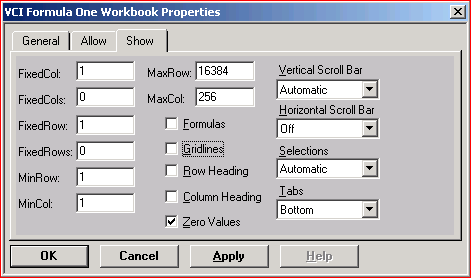 VCI Formula One Workbook Properties
General Allow Show
FixedCol: 1 MaxRow: 16384 Vertical Scroll Bar
Automatic
FixedCols: 0 MaxCol: 256 Horizontal Scroll Bar
FixedRow: 1 Formulas Off
FixedRows: 0 Gridlines Selections
MinRow: 1 Row Heading Automatic
MinCol: 1 Column Heading Tabs
Zero Values Bottom
OK Cancel Apply Help